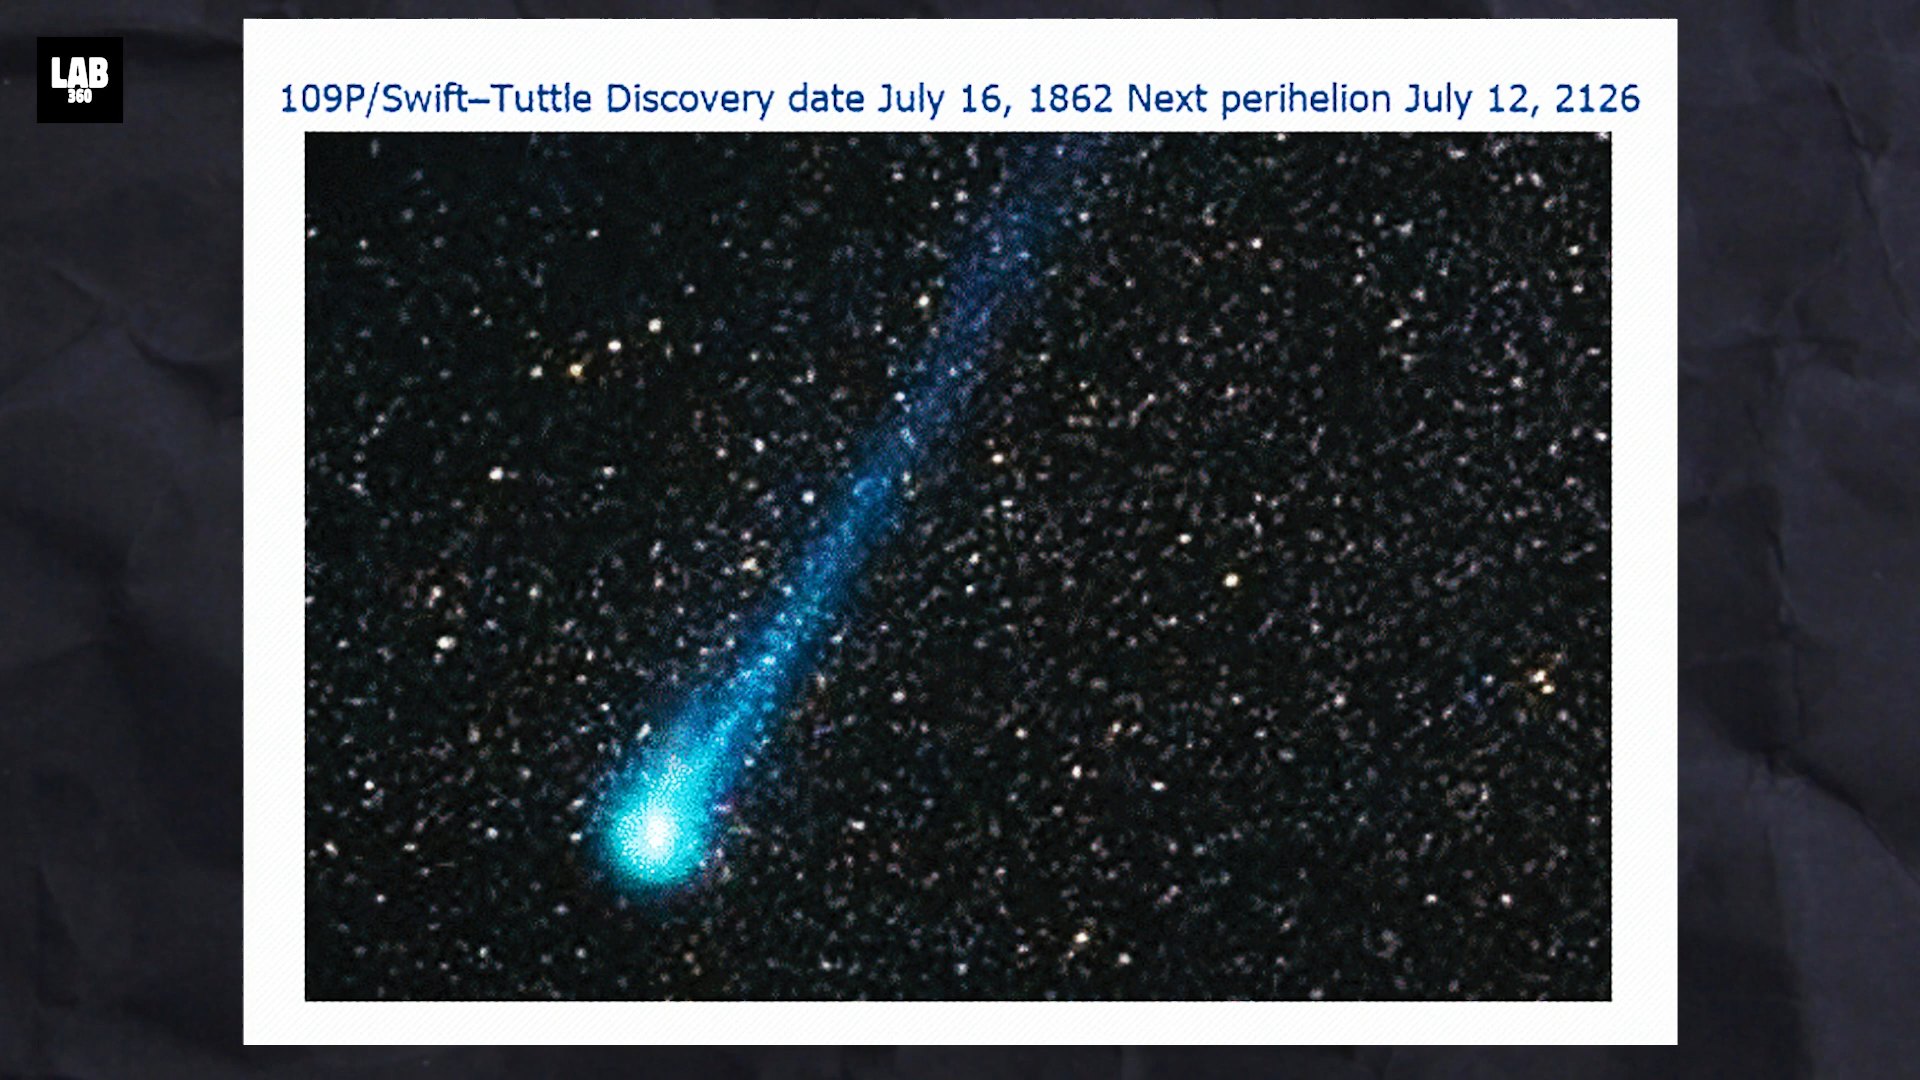 LAB
360
109P/Swift–Tuttle Discovery date July 16, 1862 Next perihelion July 12, 2126